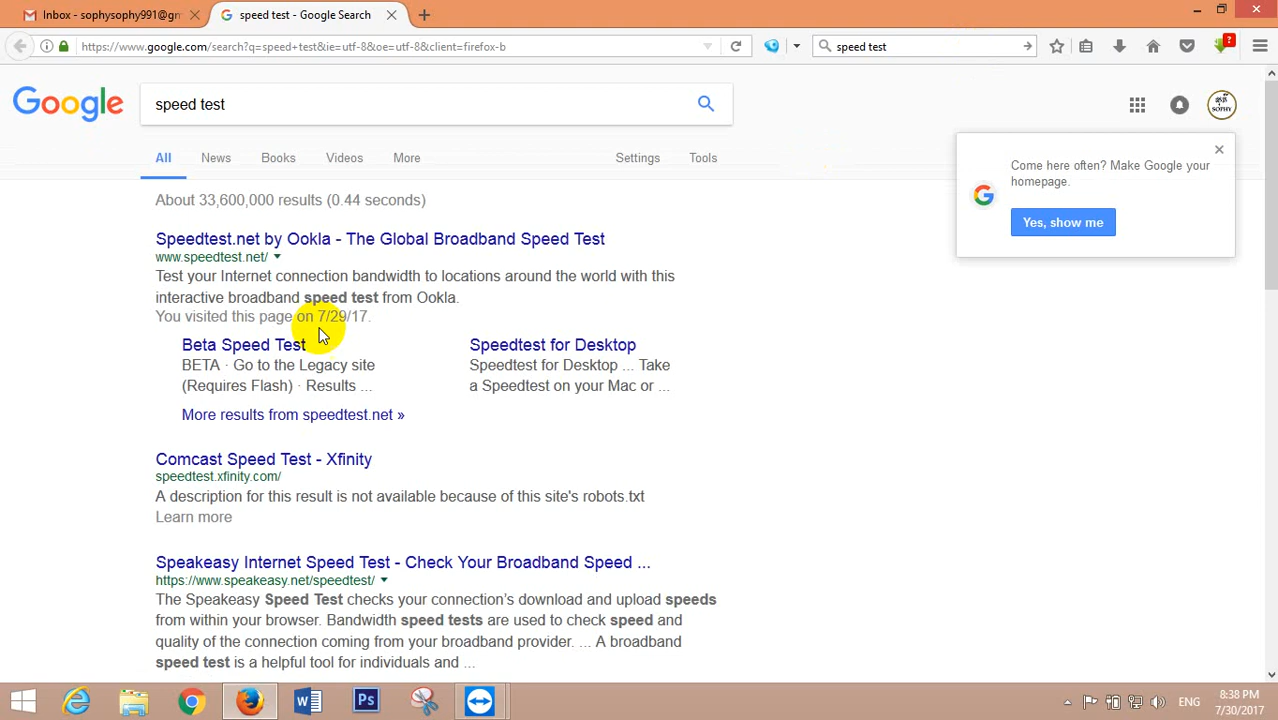 Inbox - sophysophy991@gm
speed test - Google Search
https://www.google.com/search?q=speed+test&ie=utf-8&oe=utf-8&client=firefox-b
speed test
?
Google
speed test
SOPHY
All News Books Videos More Settings Tools
Come here often? Make Google your
homepage.
Yes, show me
About 33,600,000 results (0.44 seconds)
Speedtest.net by Ookla - The Global Broadband Speed Test
www.speedtest.net/
Test your Internet connection bandwidth to locations around the world with this
interactive broadband speed test from Ookla.
You visited this page on 7/29/17.
Beta Speed Test
BETA · Go to the Legacy site
(Requires Flash) · Results ...
Speedtest for Desktop
Speedtest for Desktop ... Take
a Speedtest on your Mac or ...
More results from speedtest.net »
Comcast Speed Test - Xfinity
speedtest.xfinity.com/
A description for this result is not available because of this site's robots.txt
Learn more
Speakeasy Internet Speed Test - Check Your Broadband Speed ...
https://www.speakeasy.net/speedtest/
The Speakeasy Speed Test checks your connection's download and upload speeds
from within your browser. Bandwidth speed tests are used to check speed and
quality of the connection coming from your broadband provider. ... A broadband
speed test is a helpful tool for individuals and ...
Ps
ENG
8:38 PM
7/30/2017